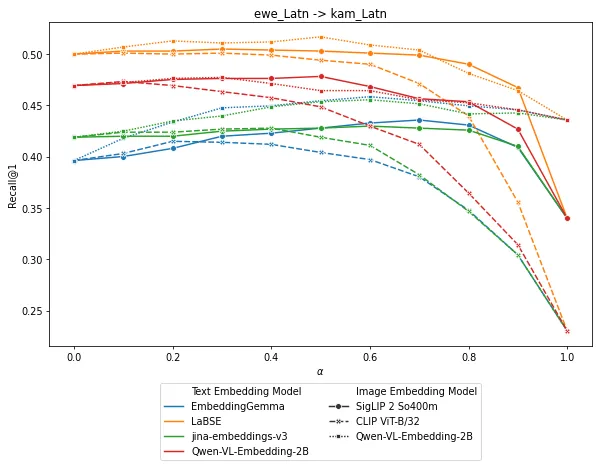 ewe_Latn -> kam_Latn
0.50
0.45
0.40
0.35
0.30
0.25
Recall@1
0.0 0.2 0.4 0.6 0.8 1.0
α
Text Embedding Model Image Embedding Model
EmbeddingGemma SigLIP 2 So400m
LaBSE CLIP ViT-B/32
jina-embeddings-v3 Qwen-VL-Embedding-2B
Qwen-VL-Embedding-2B